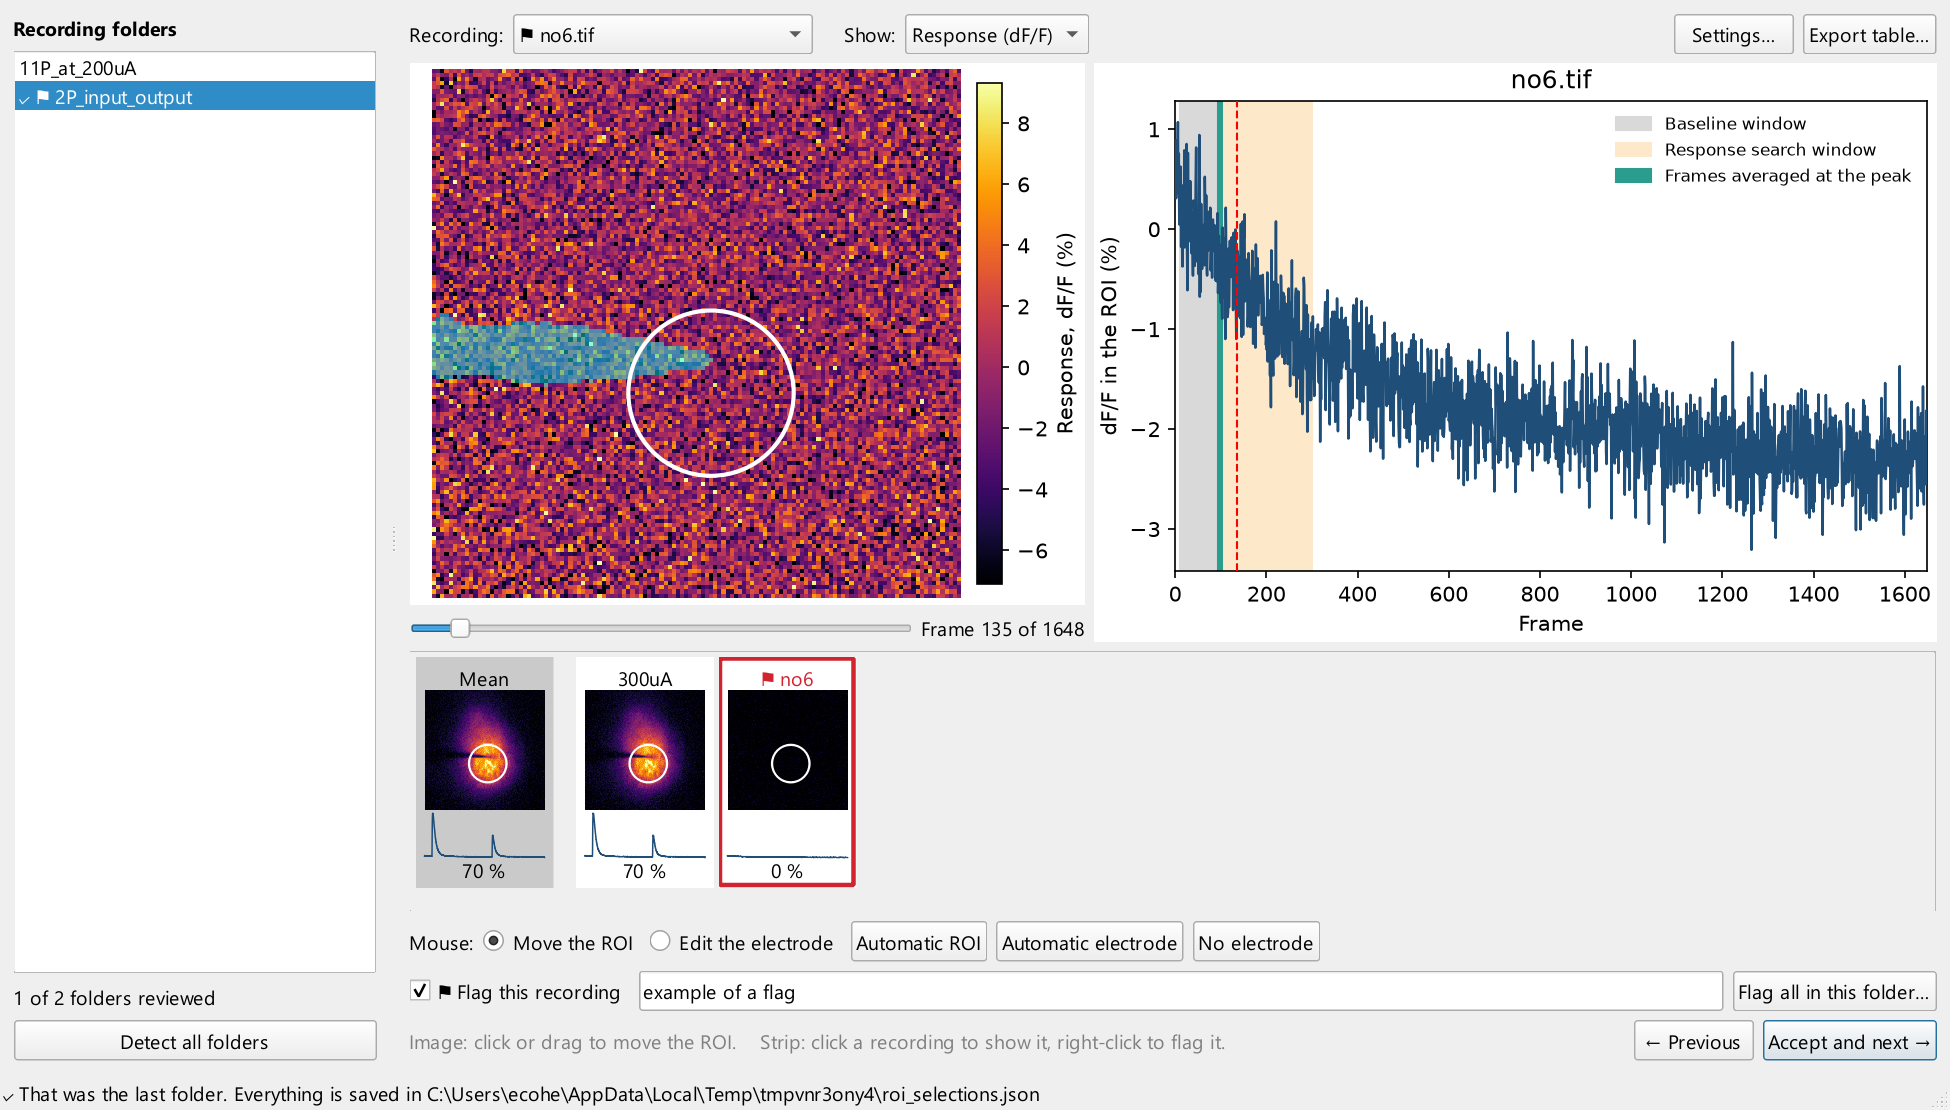 Recording folders
11P_at_200uA
2P_input_output
1 of 2 folders reviewed
Detect all folders
Recording: no6.tif
Show: Response (dF/F)
Settings...
Export table...
8
6
4
2
0
−2
−4
−6
Response, dF/F (%)
Frame 135 of 1648
no6.tif
Baseline window
Response search window
Frames averaged at the peak
1
0
−1
−2
−3
dF/F in the ROI (%)
0 200 400 600 800 1000 1200 1400 1600
Frame
Mean
70 %
300uA
70 %
no6
0 %
Mouse: Move the ROI Edit the electrode Automatic ROI Automatic electrode No electrode
Flag this recording example of a flag Flag all in this folder...
Image: click or drag to move the ROI. Strip: click a recording to show it, right-click to flag it.
← Previous Accept and next →
✓ That was the last folder. Everything is saved in C:\Users\ecohe\AppData\Local\Temp\tmpvnr3ony4\roi_selections.json